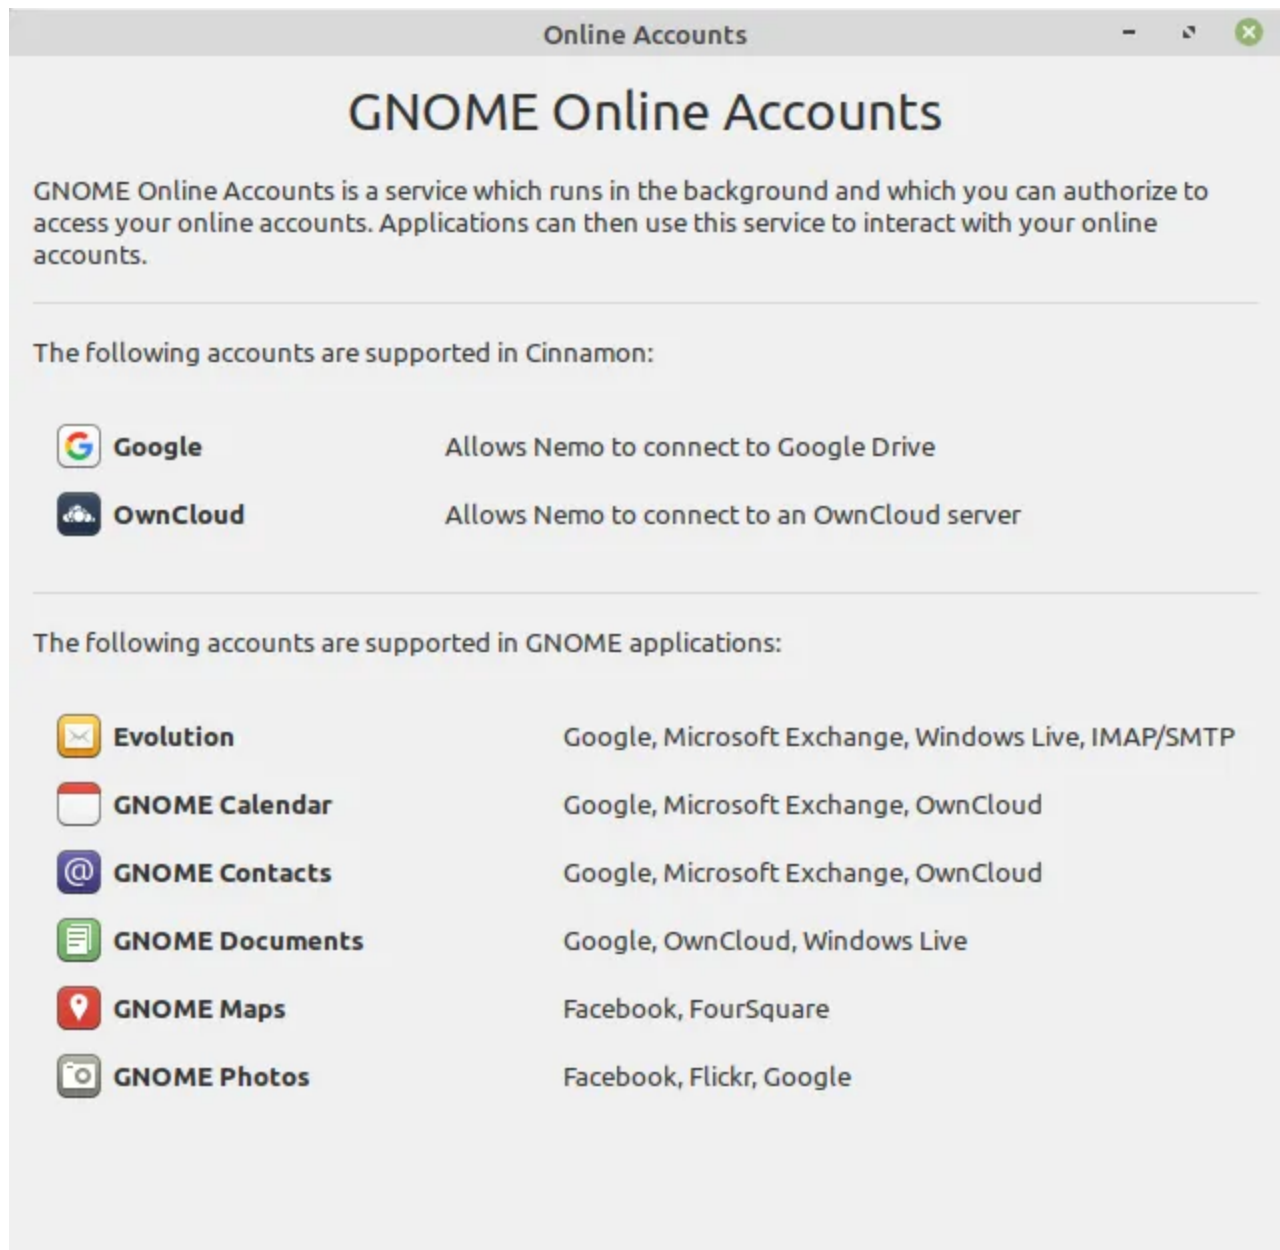 Online Accounts
GNOME Online Accounts
GNOME Online Accounts is a service which runs in the background and which you can authorize to
access your online accounts. Applications can then use this service to interact with your online
accounts.
The following accounts are supported in Cinnamon:
Google Allows Nemo to connect to Google Drive
OwnCloud Allows Nemo to connect to an OwnCloud server
The following accounts are supported in GNOME applications:
Evolution Google, Microsoft Exchange, Windows Live, IMAP/SMTP
GNOME Calendar Google, Microsoft Exchange, OwnCloud
GNOME Contacts Google, Microsoft Exchange, OwnCloud
GNOME Documents Google, OwnCloud, Windows Live
GNOME Maps Facebook, FourSquare
GNOME Photos Facebook, Flickr, Google